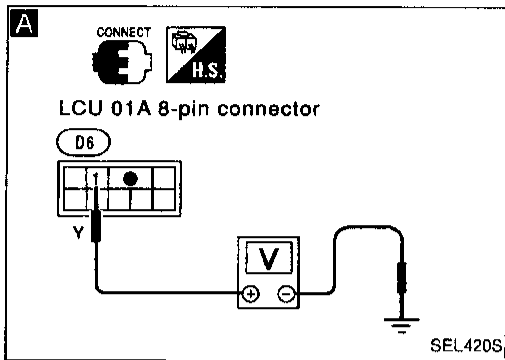 A
CONNECT
H.S.
LCU 01A 8-pin connector
D6
1
Y
V
+ -
SEL420S